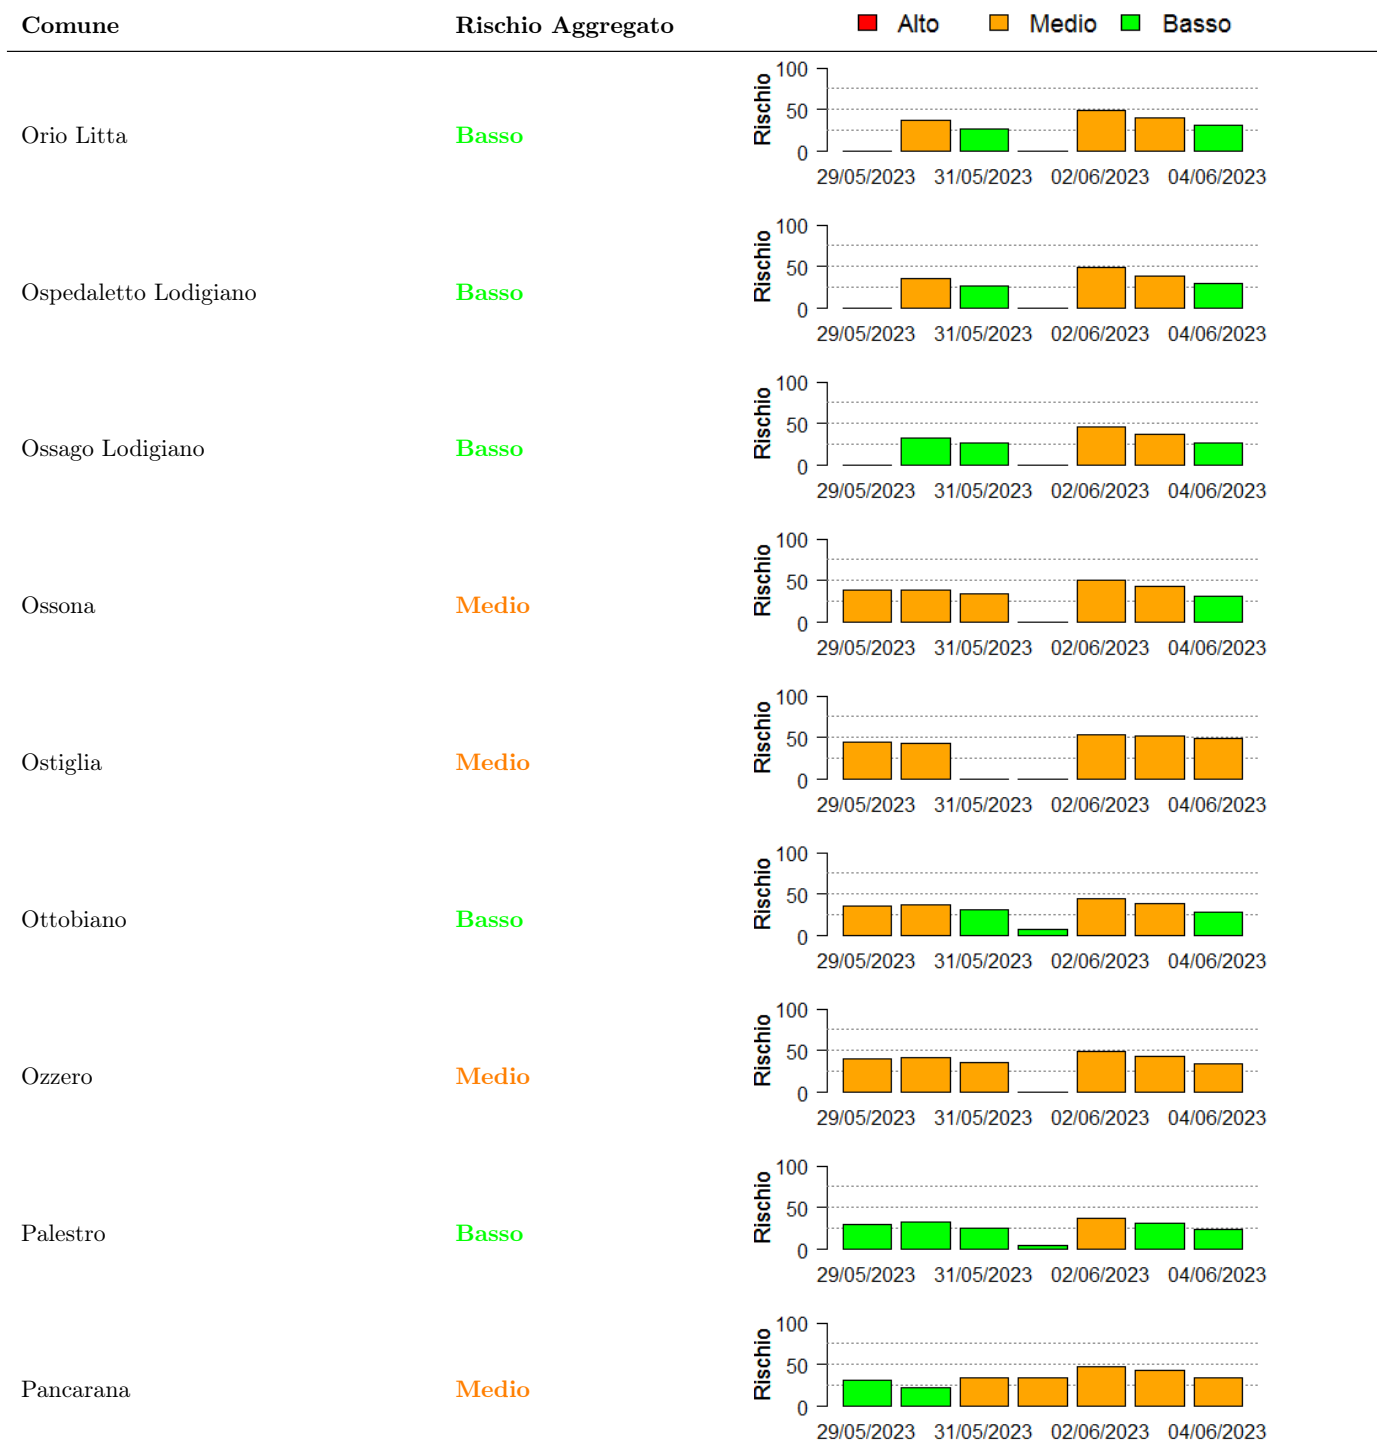 Comune Rischio Aggregato Alto Medio Basso
Orio Litta Basso
Rischio
100
50
0
29/05/2023 31/05/2023 02/06/2023 04/06/2023
Ospedaletto Lodigiano Basso
Rischio
100
50
0
29/05/2023 31/05/2023 02/06/2023 04/06/2023
Ossago Lodigiano Basso
Rischio
100
50
0
29/05/2023 31/05/2023 02/06/2023 04/06/2023
Ossona Medio
Rischio
100
50
0
29/05/2023 31/05/2023 02/06/2023 04/06/2023
Ostiglia Medio
Rischio
100
50
0
29/05/2023 31/05/2023 02/06/2023 04/06/2023
Ottobiano Basso
Rischio
100
50
0
29/05/2023 31/05/2023 02/06/2023 04/06/2023
Ozzero Medio
Rischio
100
50
0
29/05/2023 31/05/2023 02/06/2023 04/06/2023
Palestro Basso
Rischio
100
50
0
29/05/2023 31/05/2023 02/06/2023 04/06/2023
Pancarana Medio
Rischio
100
50
0
29/05/2023 31/05/2023 02/06/2023 04/06/2023